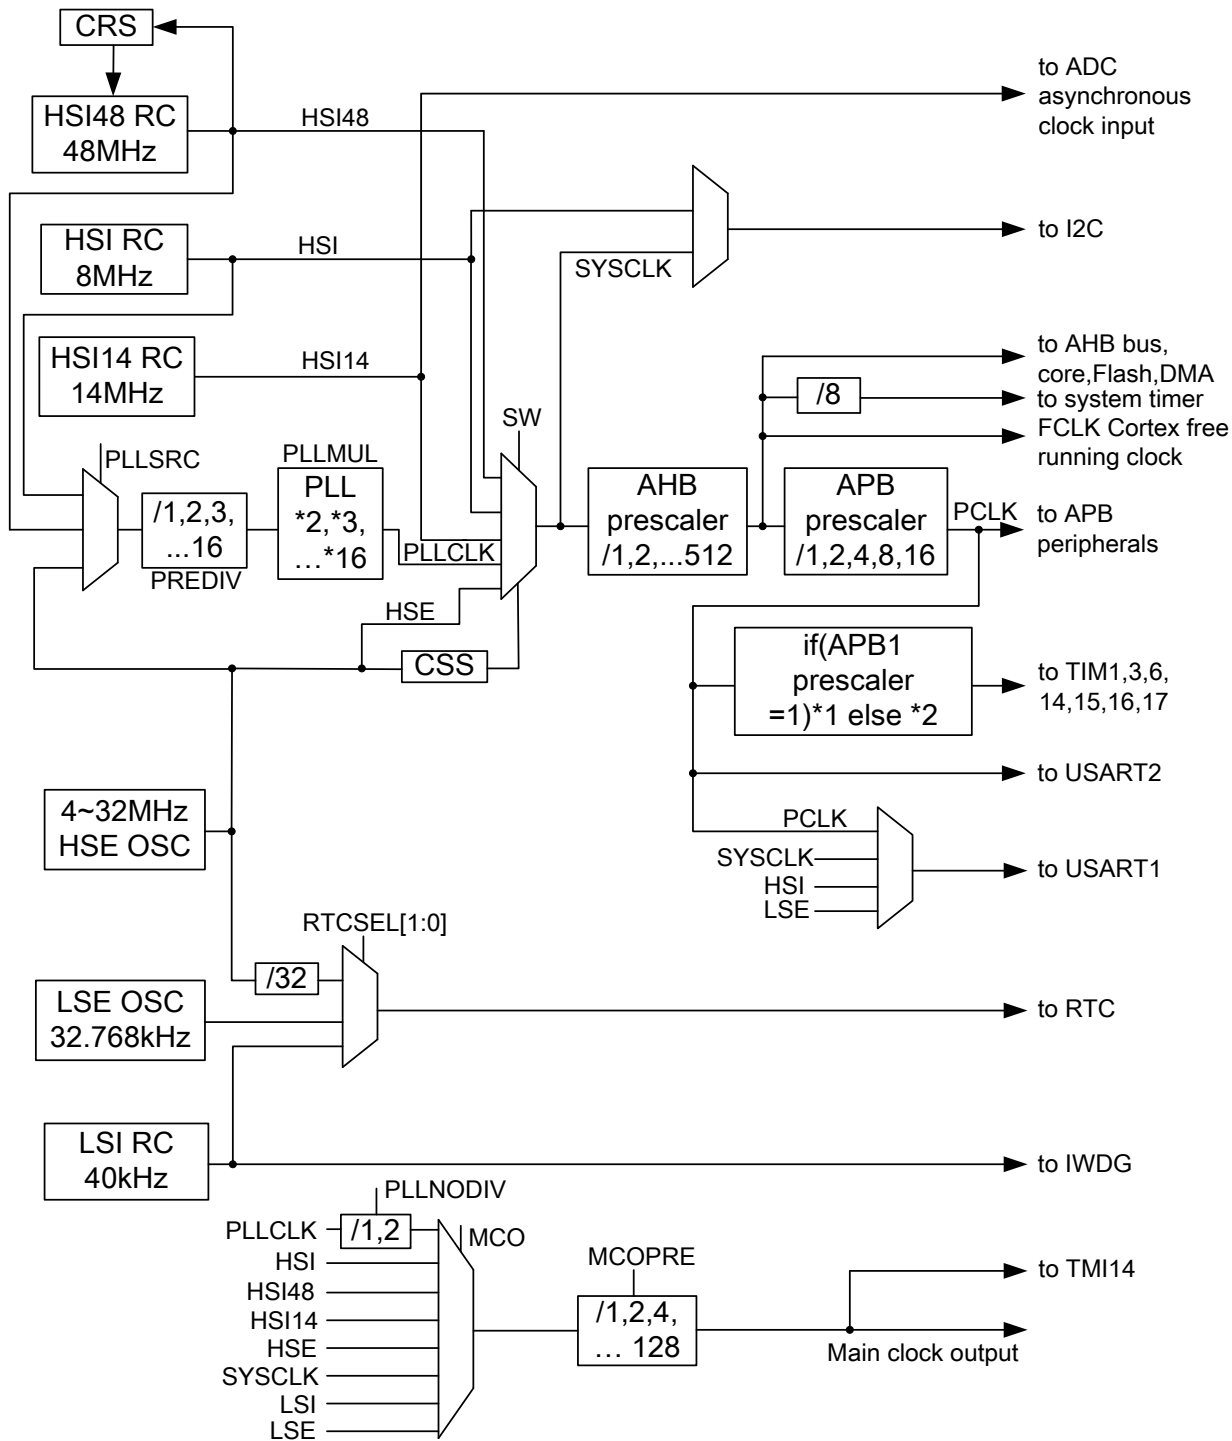 CRS
to ADC
asynchronous
clock input
HSI48 RC
48MHz
HSI48
to I2C
HSI RC
8MHz
HSI
SYSCLK
HSI14 RC
14MHz
HSI14
to AHB bus,
core,Flash,DMA
/8
to system timer
FCLK Cortex free
running clock
SW
PLLSRC
PLLMUL
/1,2,3,
...16
PREDIV
PLL
*2,*3,
...*16
PLLCLK
AHB
prescaler
/1,2,...512
APB
prescaler
/1,2,4,8,16
PCLK
to APB
peripherals
HSE
CSS
if(APB1
prescaler
=1)*1 else *2
to TIM1,3,6,
14,15,16,17
to USART2
4~32MHz
HSE OSC
PCLK
SYSCLK
HSI
LSE
to USART1
RTCSEL[1:0]
/32
LSE OSC
32.768kHz
to RTC
LSI RC
40kHz
to IWDG
PLLNODIV
PLLCLK
/1,2
MCO
HSI
HSI48
HSI14
HSE
SYSCLK
LSI
LSE
MCOPRE
/1,2,4,
... 128
to TMI14
Main clock output